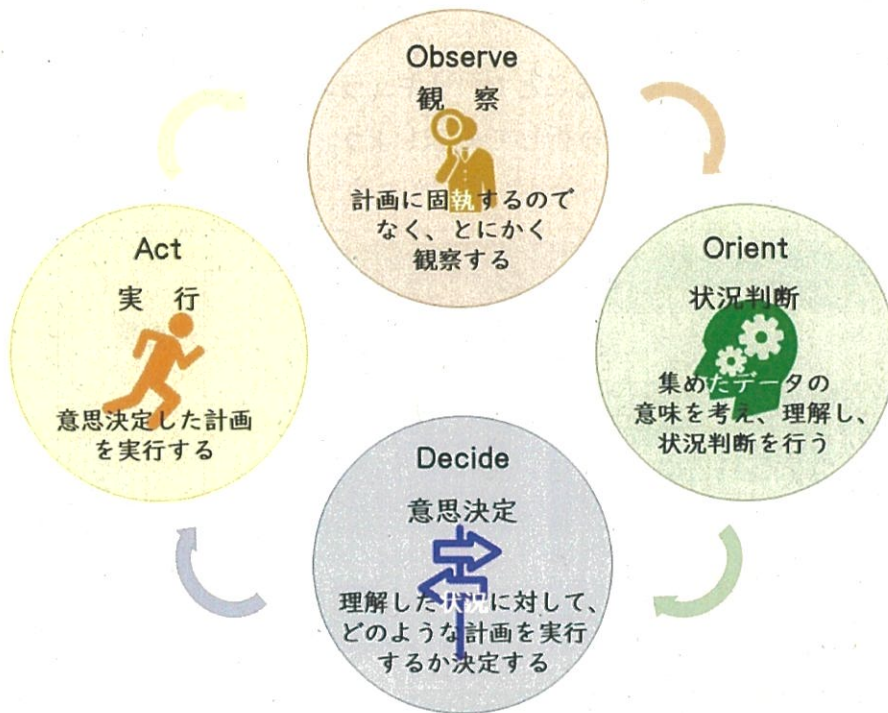 Observe
観 察
計画に固執するので
なく、とにかく
観察する
Orient
状況判断
集めたデータの
意味を考え、理解し、
状況判断を行う
Decide
意思決定
理解した状況に対して、
どのような計画を実行
するか決定する
Act
実 行
意思決定した計画
を実行する